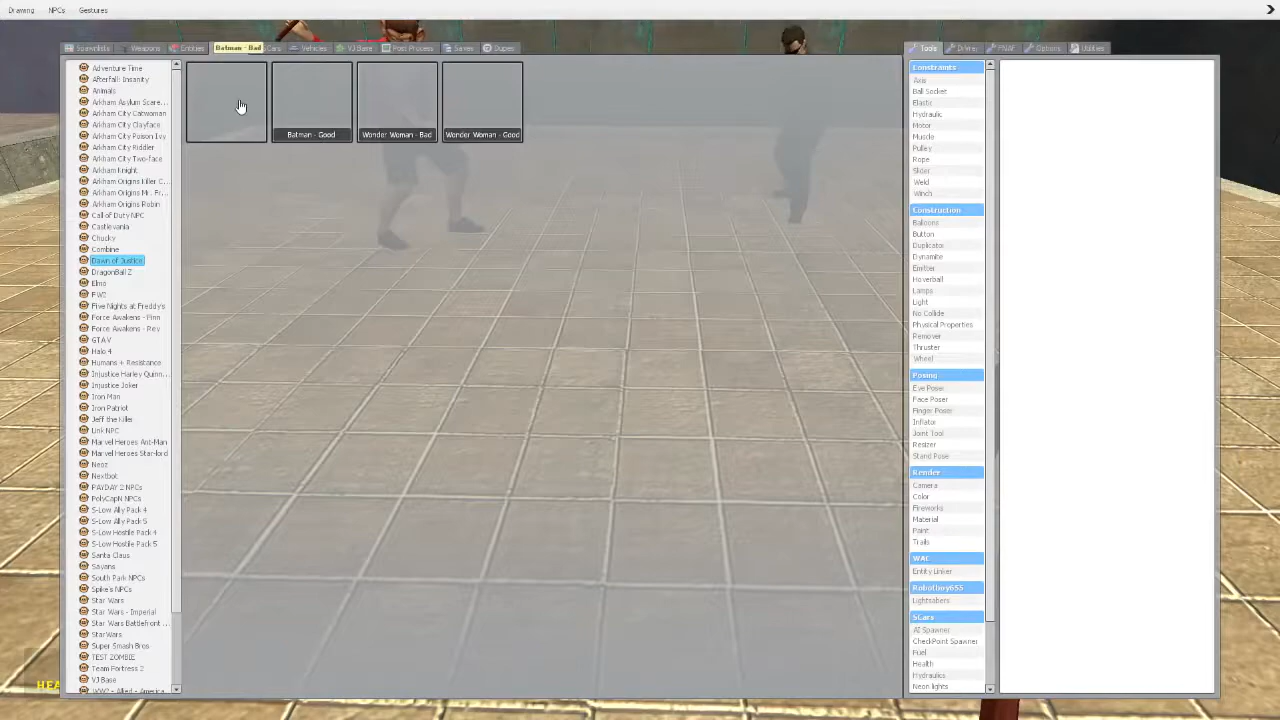 Drawing NPCs Gestures
Spawnlists Weapons Entities Batman - Bad Cars Vehicles VJ Base Post Process Saves Dupes
Adventure Time
Afterfall: Insanity
Animals
Arkham Asylum Scare...
Arkham City Catwoman
Arkham City Clayface
Arkham City Poison Ivy
Arkham City Riddler
Arkham City Two-face
Arkham Knight
Arkham Origins Killer C...
Arkham Origins Mr. Fr...
Arkham Origins Robin
Call of Duty NPC
Castlevania
Chucky
Combine
Dawn of Justice
DragonBall Z
Elmo
Five Nights at Freddy's
Force Awakens - Finn
Force Awakens - Rey
GTA V
Halo 4
Humans + Resistance
Injustice Harley Quinn...
Injustice Joker
Iron Man
Iron Patriot
Jeff the Killer
Link NPC
Marvel Heroes Ant-Man
Marvel Heroes Star-lord
Nextbot
PAYDAY 2 NPCs
PolyCapN NPCs
S-Low Ally Pack 4
S-Low Ally Pack 5
S-Low Hostile Pack 4
S-Low Hostile Pack 5
Santa Claus
Savans
South Park NPCs
Spike's NPCs
Star Wars
Star Wars - Imperial
Star Wars Battlefront ...
StarWars
Super Smash Bros
TEST ZOMBIE
Team Fortress 2
VJ Base
WW2 - Allied - America...
Batman - Good
Wonder Woman - Bad
Wonder Woman - Good
Tools DrVrej FNAF Options Utilities
Constraints
Axis
Ball Socket
Elastic
Hydraulic
Motor
Muscle
Pulley
Rope
Slider
Weld
Winch
Construction
Balloons
Button
Duplicator
Dynamite
Emitter
Hoverball
Lamps
Light
No Collide
Physical Properties
Remover
Thruster
Wheel
Posing
Eye Poser
Face Poser
Finger Poser
Inflator
Joint Tool
Resizer
Stand Pose
Render
Camera
Color
Fireworks
Material
Paint
Trails
WAC
Entity Linker
Robotboy655
Lightsabers
SCars
AI Spawner
CheckPoint Spawner
Fuel
Health
Hydraulics
Neon lights
HEA